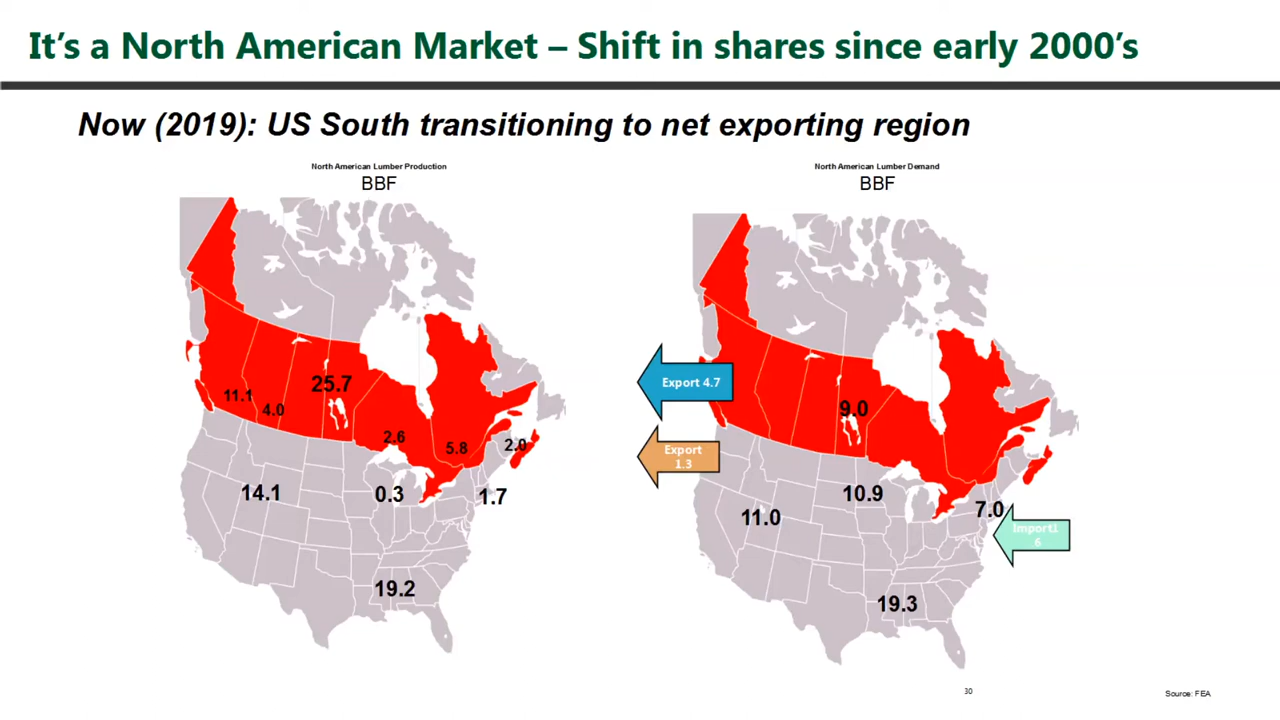 It's a North American Market – Shift in shares since early 2000's
Now (2019): US South transitioning to net exporting region
North American Lumber Production
BBF
11.1
4.0
25.7
2.6
5.8
2.0
14.1
0.3
1.7
19.2
North American Lumber Demand
BBF
Export 4.7
Export
1.3
9.0
10.9
11.0
7.0
Import1
6
19.3
30
Source: FEA